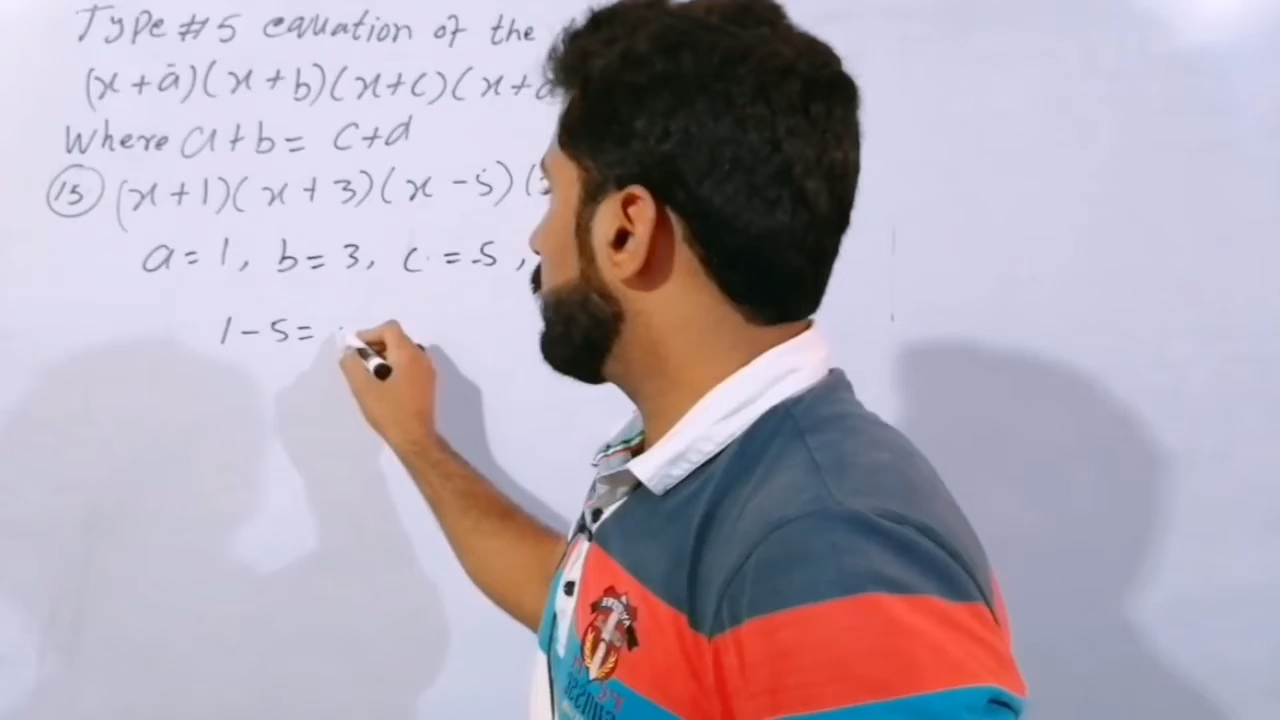 Type #5 equation of the
(x+a)(x+b)(x+c)(x+d
Where a+b= c+d
15 (x+1)(x+3)(x-5)(
a=1, b=3, c=-5,
1-5=